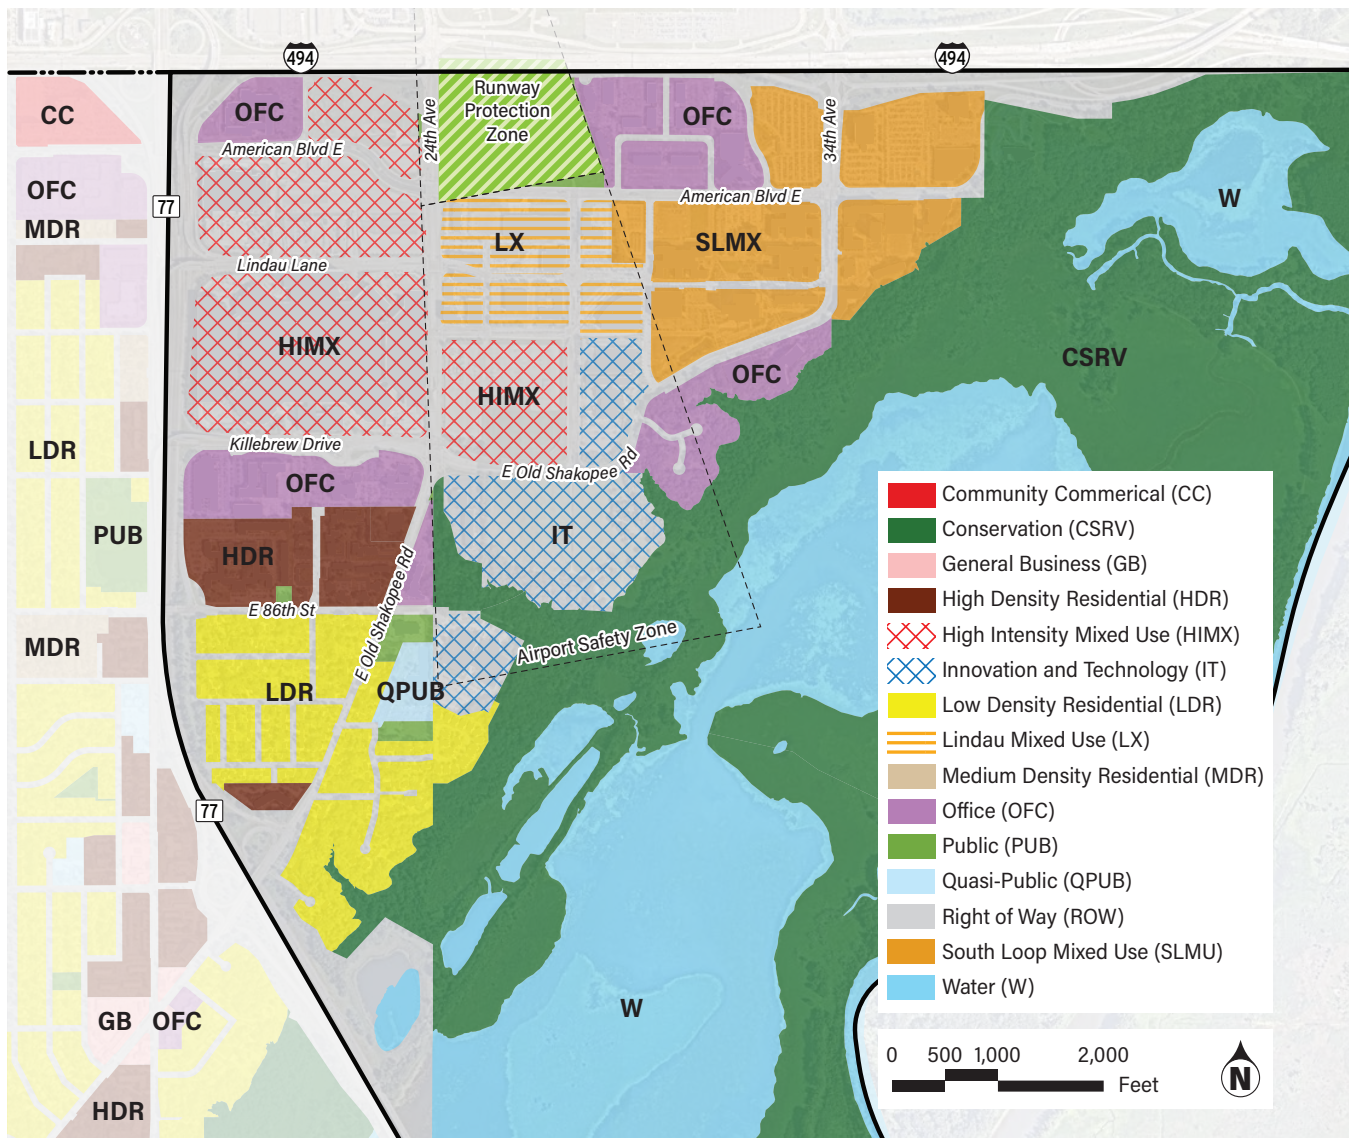 494
494
CC
OFC
Runway
Protection
Zone
OFC
24th Ave
34th Ave
American Blvd E
OFC
MDR
77
American Blvd E
W
LX
SLMX
Lindau Lane
HIMX
CSRV
OFC
HIMX
LDR
Killebrew Drive
E Old Shakopee Rd
OFC
PUB
IT
HDR
E Old Shakopee Rd
E 86th St
Airport Safety Zone
MDR
LDR
QPUB
77
W
GB
OFC
HDR
Community Commerical (CC)
Conservation (CSRV)
General Business (GB)
High Density Residential (HDR)
High Intensity Mixed Use (HIMX)
Innovation and Technology (IT)
Low Density Residential (LDR)
Lindau Mixed Use (LX)
Medium Density Residential (MDR)
Office (OFC)
Public (PUB)
Quasi-Public (QPUB)
Right of Way (ROW)
South Loop Mixed Use (SLMU)
Water (W)
0 500 1,000 2,000
Feet
N